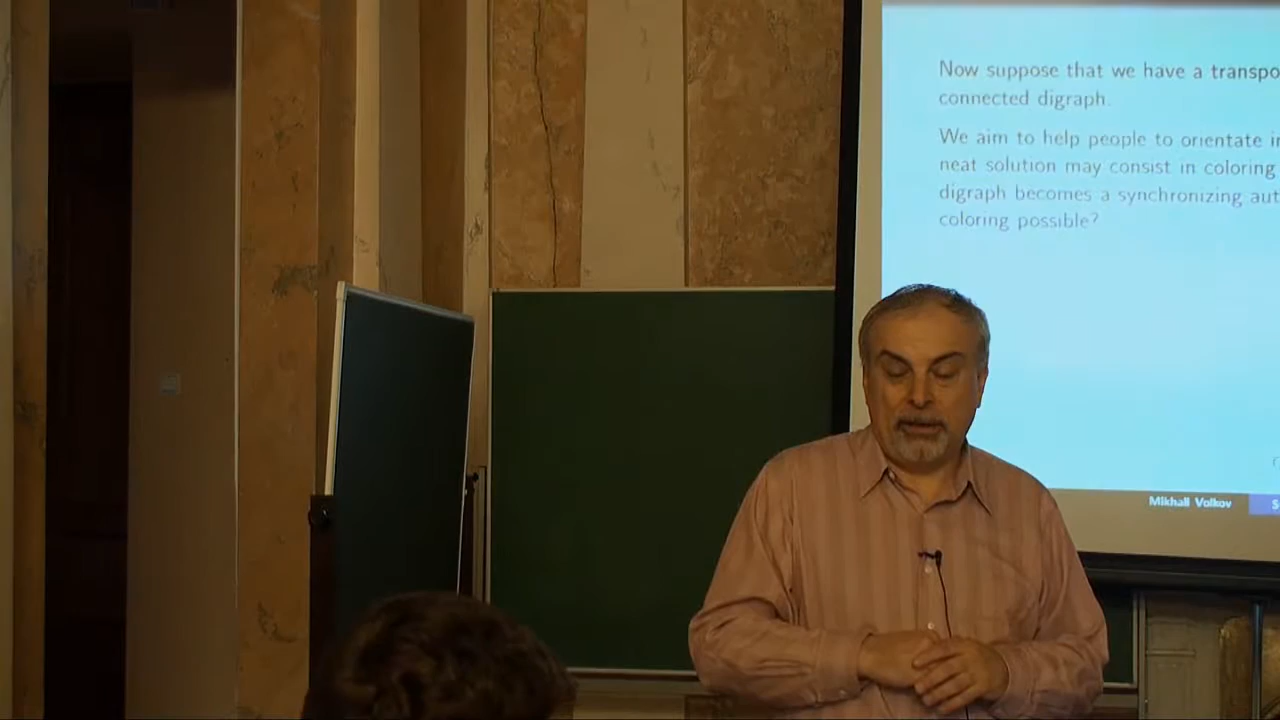 Now suppose that we have a transpo
connected digraph.
We aim to help people to orientate in
neat solution may consist in coloring
digraph becomes a synchronizing aut
coloring possible?
Mikhail Volkov